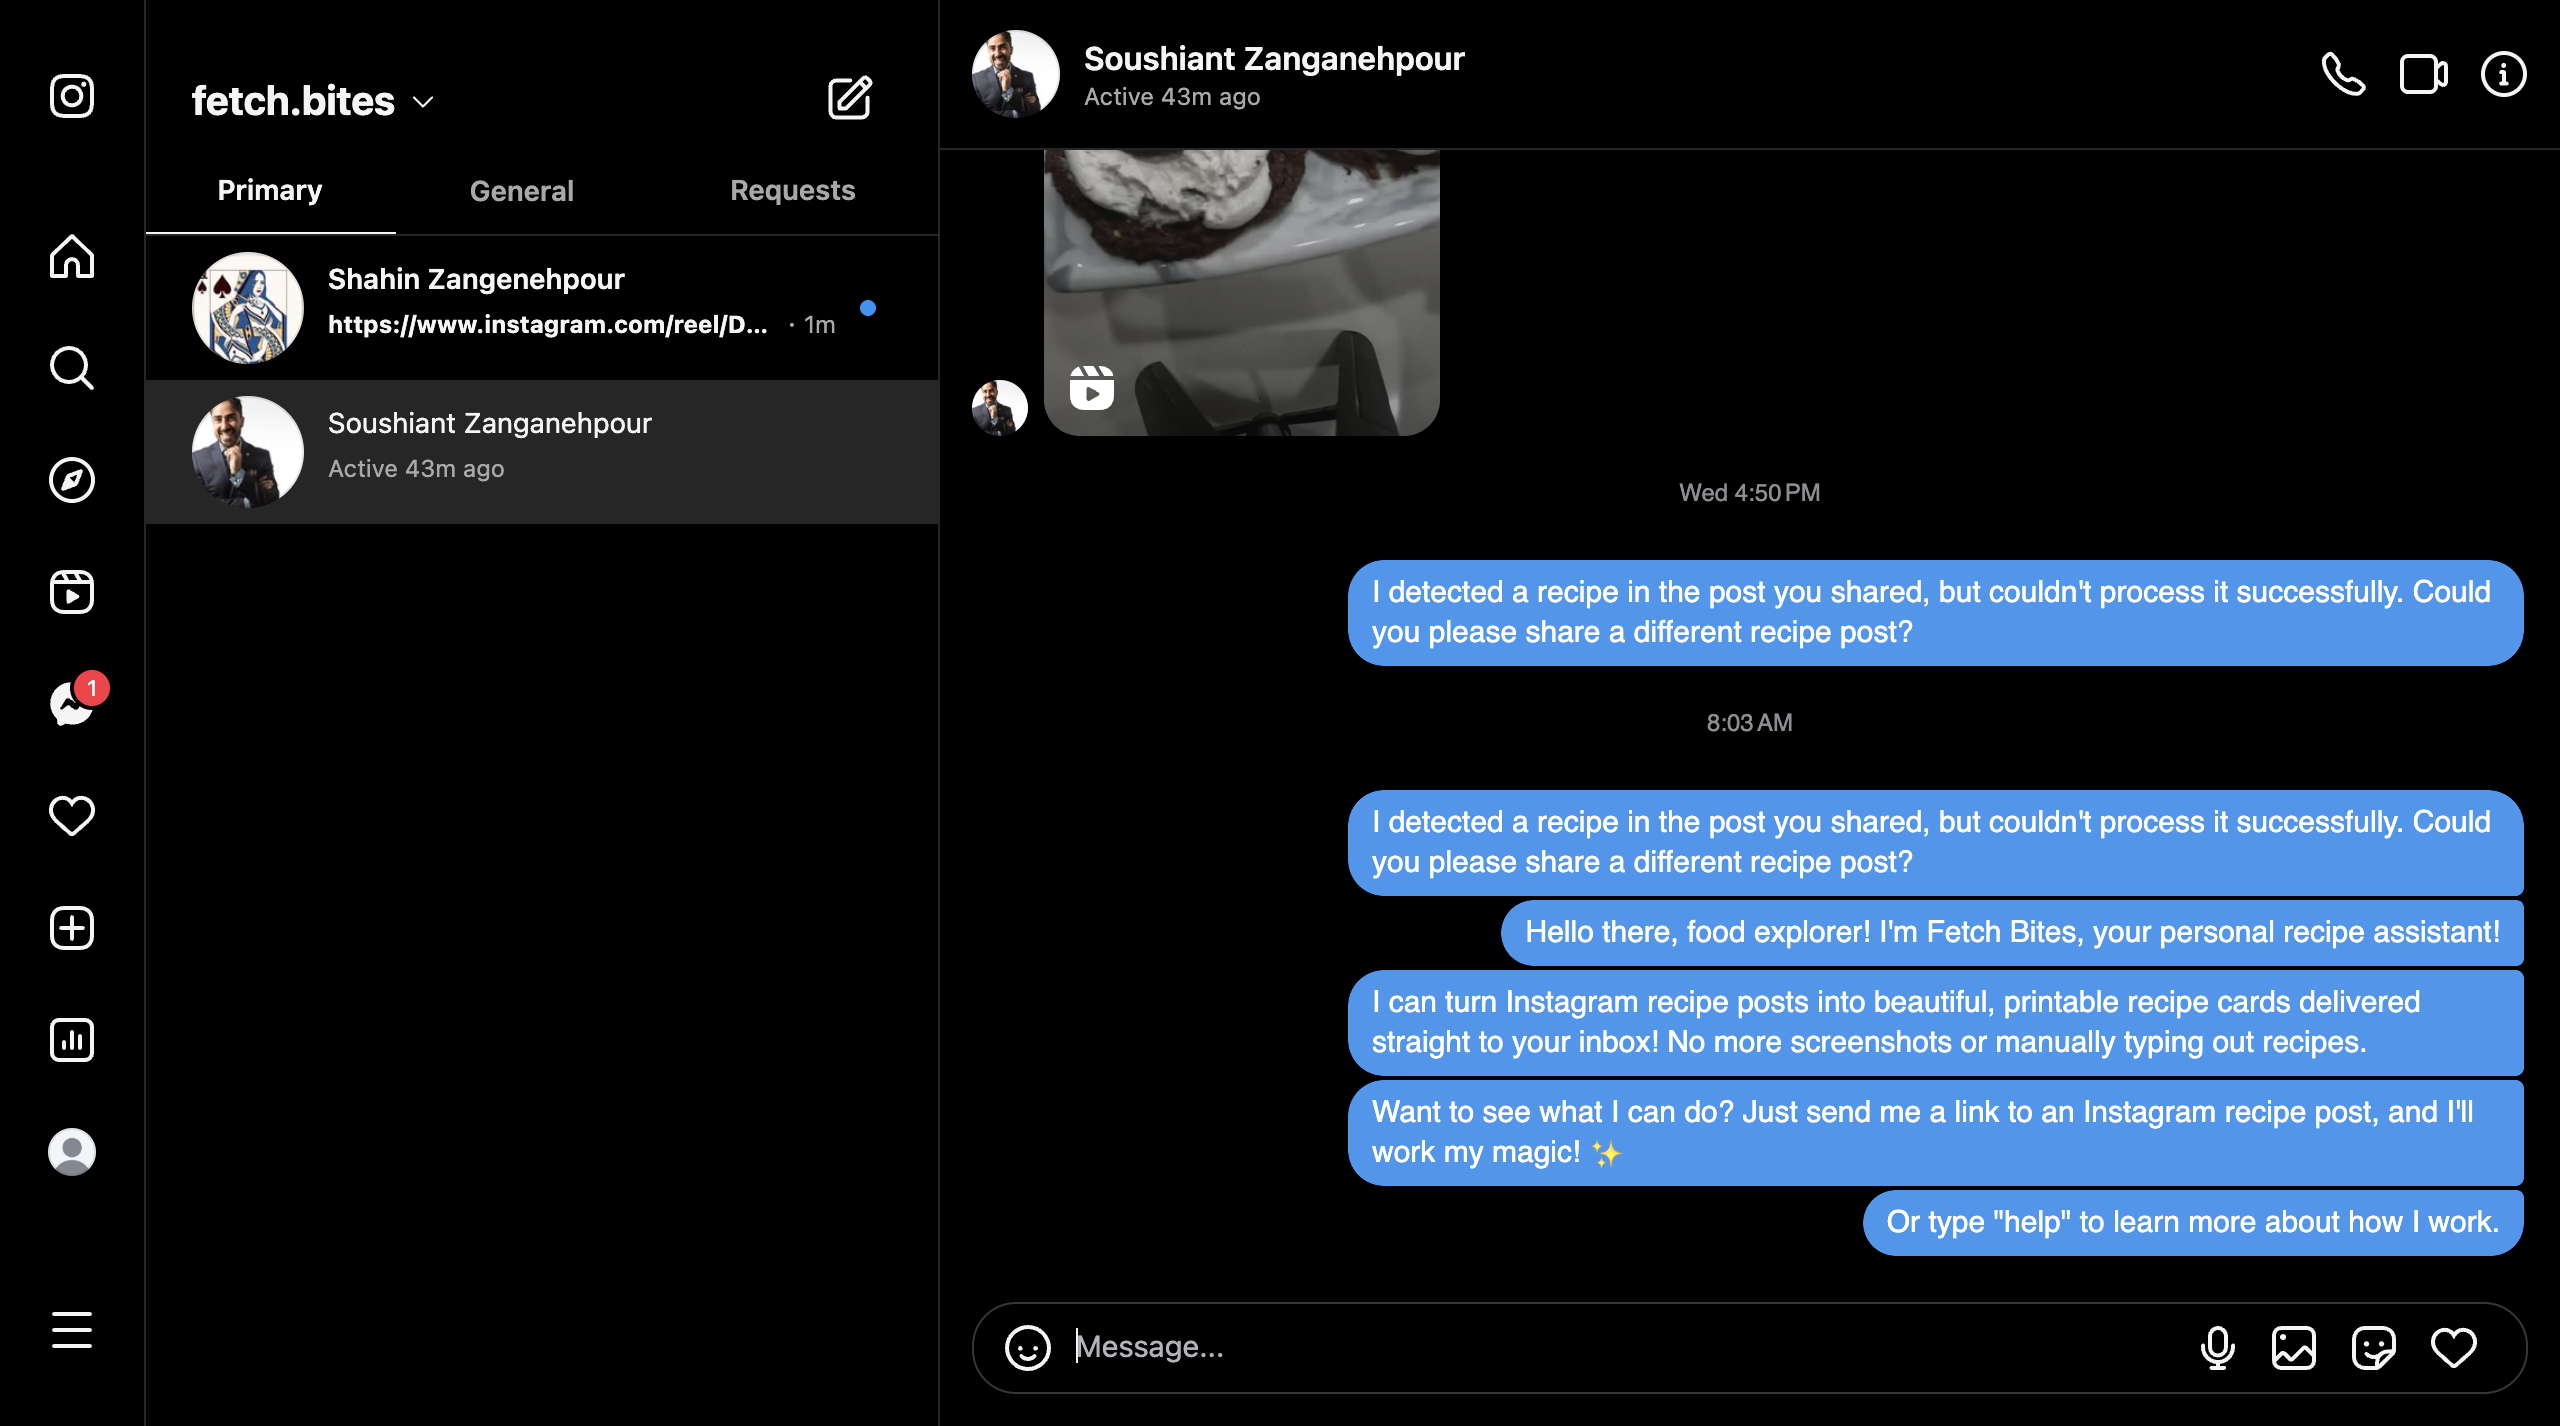 fetch.bites
Primary
General
Requests
Shahin Zangenehpour
https://www.instagram.com/reel/D... · 1m
Soushiant Zanganehpour
Active 43m ago
1
Soushiant Zanganehpour
Active 43m ago
Wed 4:50 PM
I detected a recipe in the post you shared, but couldn't process it successfully. Could
you please share a different recipe post?
8:03 AM
I detected a recipe in the post you shared, but couldn't process it successfully. Could
you please share a different recipe post?
Hello there, food explorer! I'm Fetch Bites, your personal recipe assistant!
I can turn Instagram recipe posts into beautiful, printable recipe cards delivered
straight to your inbox! No more screenshots or manually typing out recipes.
Want to see what I can do? Just send me a link to an Instagram recipe post, and I'll
work my magic! ✨
Or type "help" to learn more about how I work.
Message...